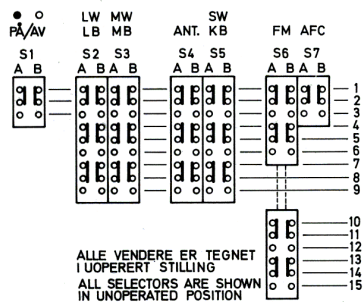 LW MW SW
PÅ/AV LB MB ANT. KB FM AFC
S1 S2 S3 S4 S5 S6 S7
A B A B A B A B A B A B A B
1
2
3
4
5
6
7
8
9
10
11
12
13
14
15
ALLE VENDERE ER TEGNET
I UOPERERT STILLING
ALL SELECTORS ARE SHOWN
IN UNOPERATED POSITION